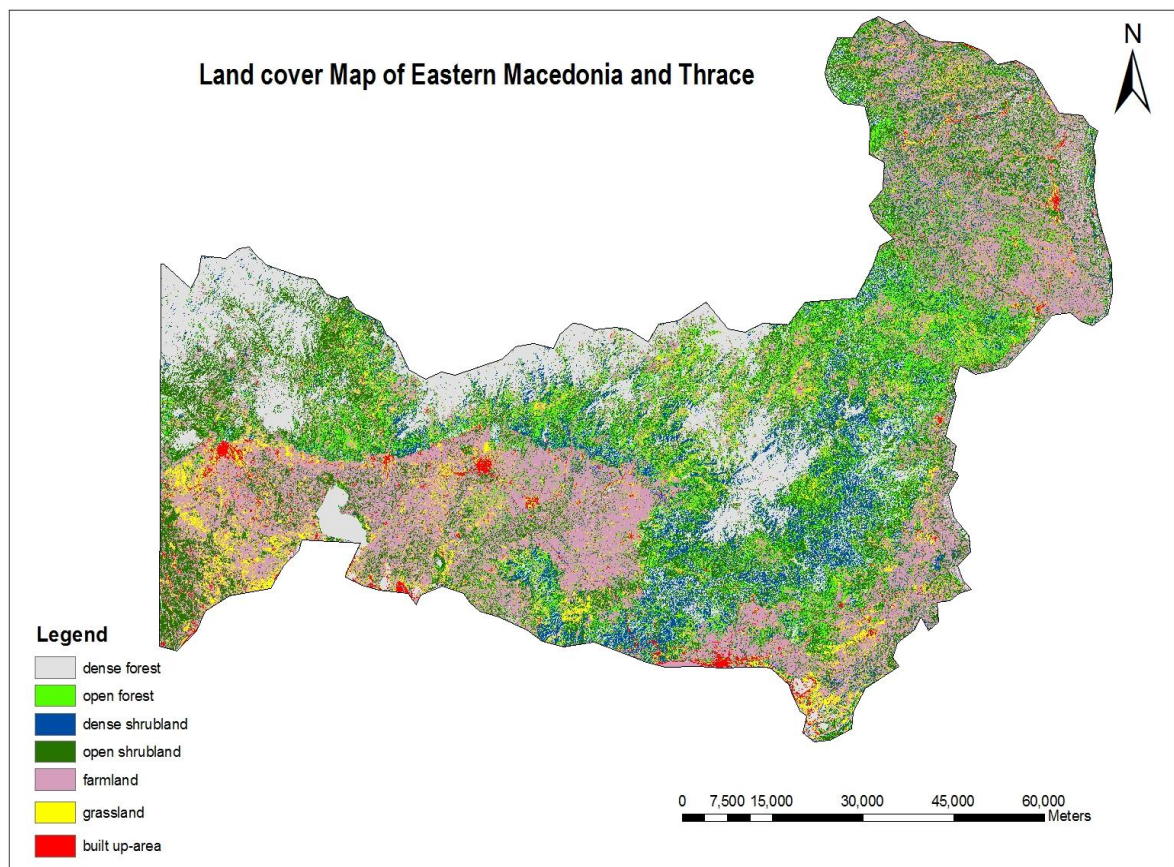 Land cover Map of Eastern Macedonia and Thrace
N
Legend
dense forest
open forest
dense shrubland
open shrubland
farmland
grassland
built up-area
0 7,500 15,000 30,000 45,000 60,000
Meters